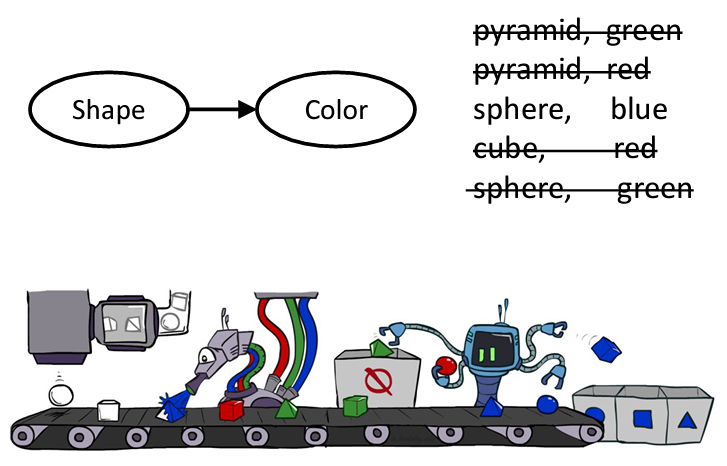 Shape
Color
pyramid, green
pyramid, red
sphere, blue
cube, red
sphere, green